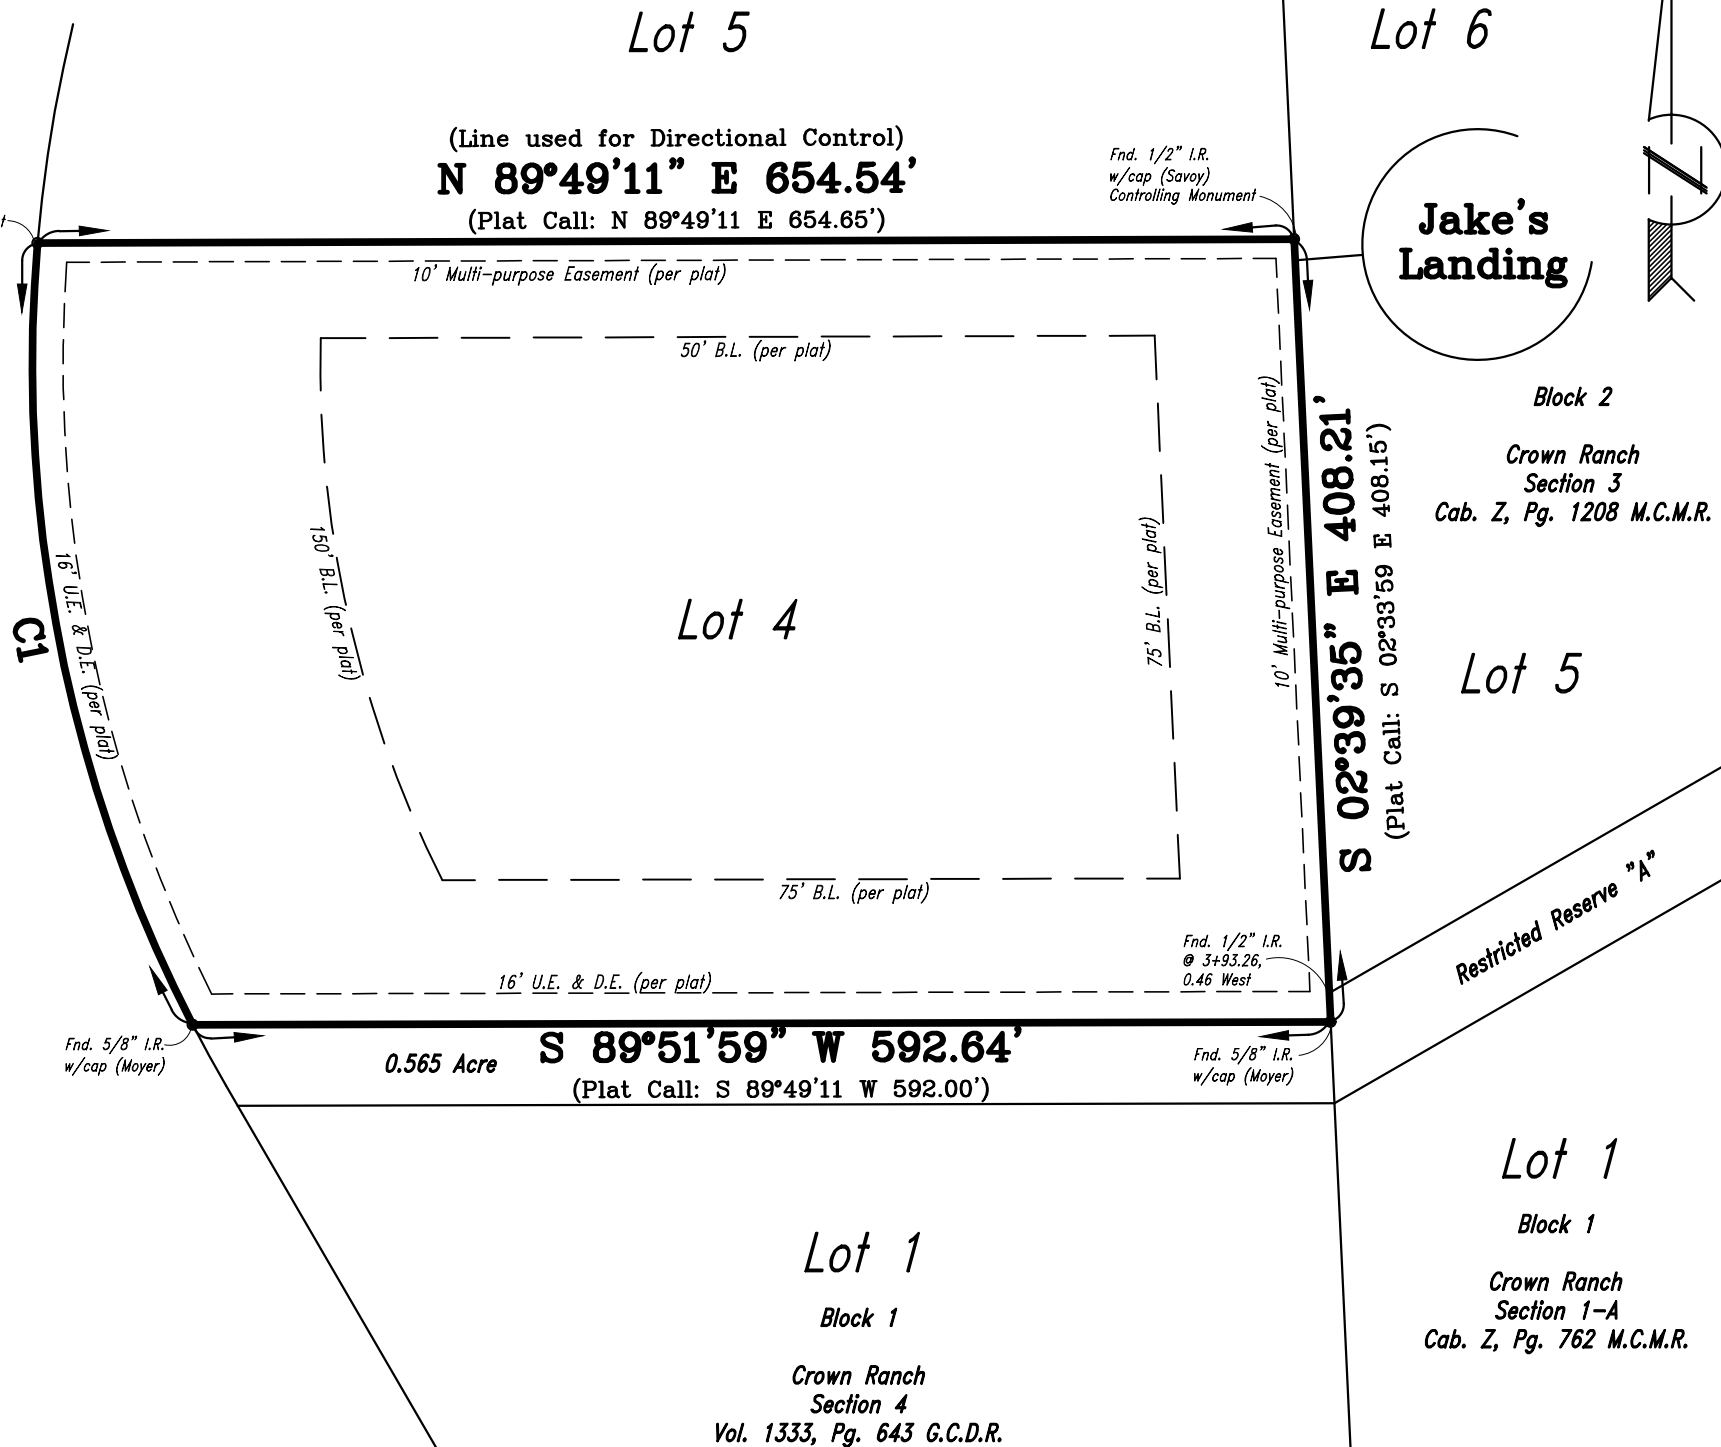 Lot 5
Lot 6
(Line used for Directional Control)
N 89°49'11" E 654.54'
(Plat Call: N 89°49'11 E 654.65')
Fnd. 1/2" I.R.
w/cap (Savoy)
Controlling Monument
Jake's
Landing
10' Multi-purpose Easement (per plat)
50' B.L. (per plat)
Block 2
Crown Ranch
Section 3
Cab. Z, Pg. 1208 M.C.M.R.
10' Multi-purpose Easement (per plat)
S 02°39'35" E 408.21'
(Plat Call: S 02°33'59 E 408.15')
150' B.L. (per plat)
75' B.L. (per plat)
16' U.E. & D.E. (per plat)
C1
Lot 4
Lot 5
75' B.L. (per plat)
Restricted Reserve "A"
Fnd. 1/2" I.R.
@ 3+93.26,
0.46 West
16' U.E. & D.E. (per plat)
Fnd. 5/8" I.R.
w/cap (Moyer)
0.565 Acre
S 89°51'59" W 592.64'
(Plat Call: S 89°49'11 W 592.00')
Fnd. 5/8" I.R.
w/cap (Moyer)
Lot 1
Block 1
Crown Ranch
Section 1-A
Cab. Z, Pg. 762 M.C.M.R.
Lot 1
Block 1
Crown Ranch
Section 4
Vol. 1333, Pg. 643 G.C.D.R.